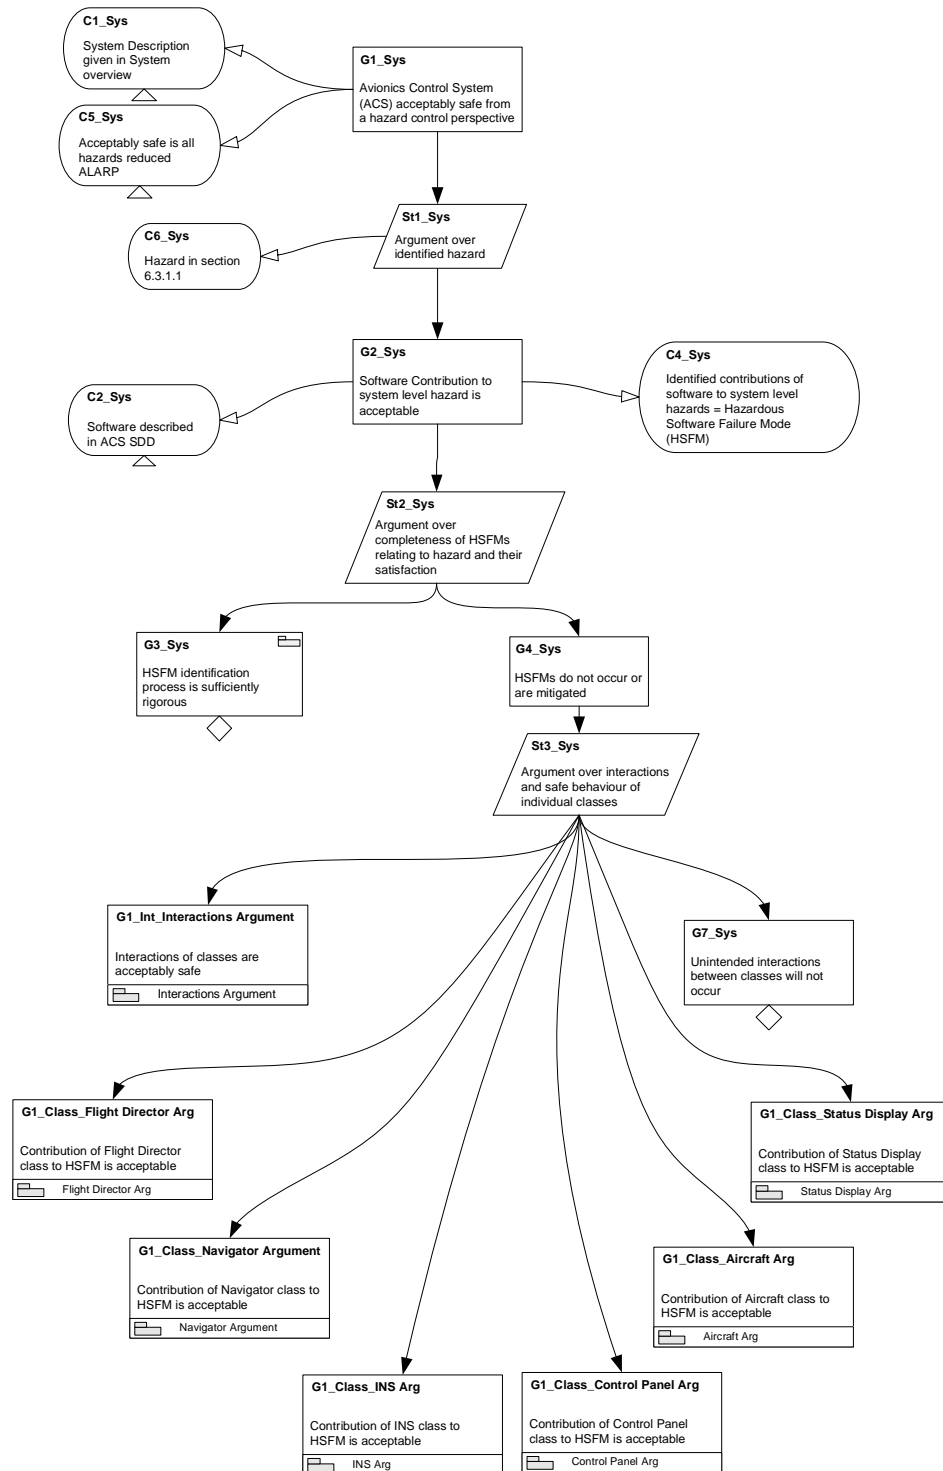 C1_Sys
System Description
given in System
overview
G1_Sys
Avionics Control System
(ACS) acceptably safe from
a hazard control perspective
C5_Sys
Acceptably safe is all
hazards reduced
ALARP
St1_Sys
Argument over
identified hazard
C6_Sys
Hazard in section
6.3.1.1
G2_Sys
Software Contribution to
system level hazard is
acceptable
C4_Sys
Identified contributions of
software to system level
hazards = Hazardous
Software Failure Mode
(HSFM)
C2_Sys
Software described
in ACS SDD
St2_Sys
Argument over
completeness of HSFMs
relating to hazard and their
satisfaction
G3_Sys
HSFM identification
process is sufficiently
rigorous
G4_Sys
HSFMs do not occur or
are mitigated
St3_Sys
Argument over interactions
and safe behaviour of
individual classes
G1_Int_Interactions Argument
Interactions of classes are
acceptably safe
Interactions Argument
G7_Sys
Unintended interactions
between classes will not
occur
G1_Class_Flight Director Arg
Contribution of Flight Director
class to HSFM is acceptable
Flight Director Arg
G1_Class_Status Display Arg
Contribution of Status Display
class to HSFM is acceptable
Status Display Arg
G1_Class_Navigator Argument
Contribution of Navigator class to
HSFM is acceptable
Navigator Argument
G1_Class_Aircraft Arg
Contribution of Aircraft class to
HSFM is acceptable
Aircraft Arg
G1_Class_INS Arg
Contribution of INS class to
HSFM is acceptable
INS Arg
G1_Class_Control Panel Arg
Contribution of Control Panel
class to HSFM is acceptable
Control Panel Arg